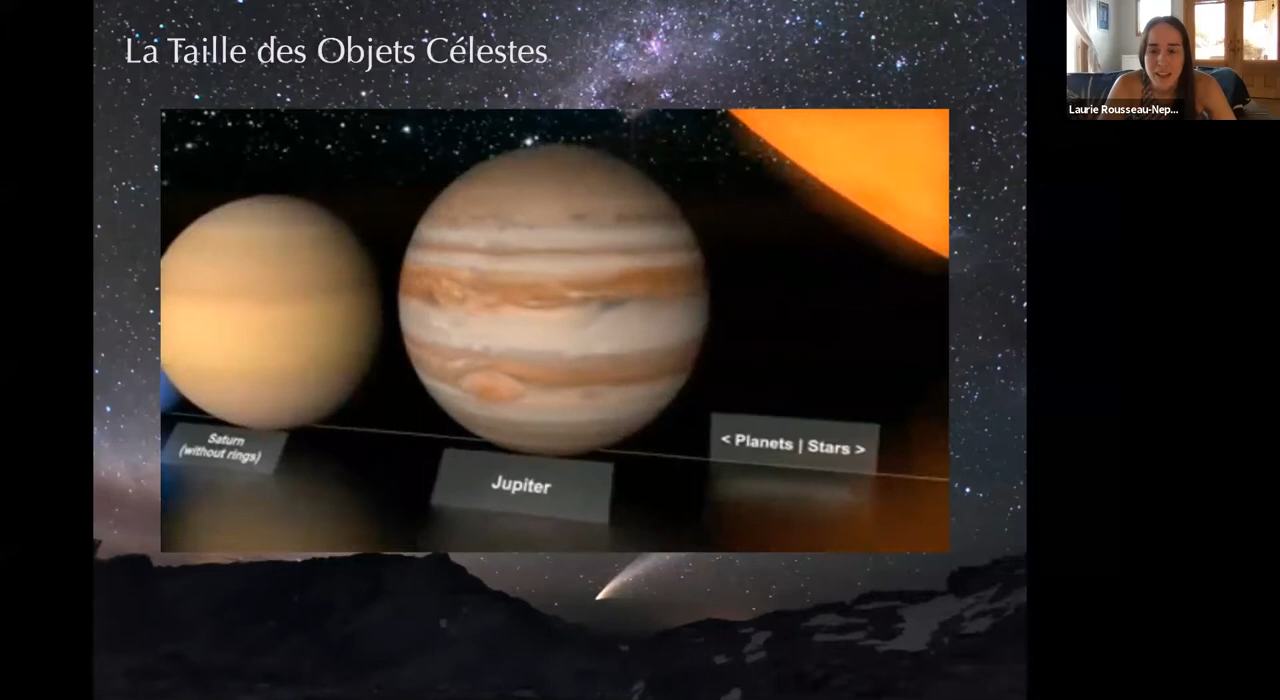 La Taille des Objets Célestes
Laurie Rousseau-Nep...
Saturn
(without rings)
Jupiter
< Planets | Stars >